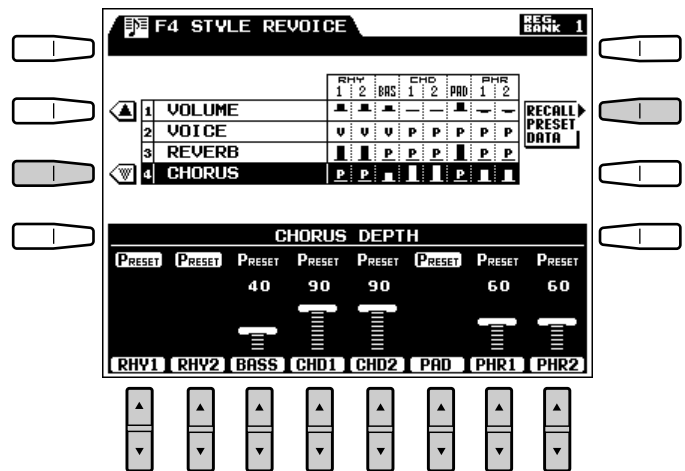 F4 STYLE REVOICE
REG. BANK 1
RHY CHD PHR
1 2 BAS 1 2 PAD 1 2
1 VOLUME
2 VOICE V V V P P P P P
3 REVERB P P P P P
4 CHORUS P P P
RECALL
PRESET
DATA
CHORUS DEPTH
PRESET PRESET PRESET PRESET PRESET PRESET PRESET PRESET
40 90 90 60 60
RHY1 RHY2 BASS CHD1 CHD2 PAD PHR1 PHR2